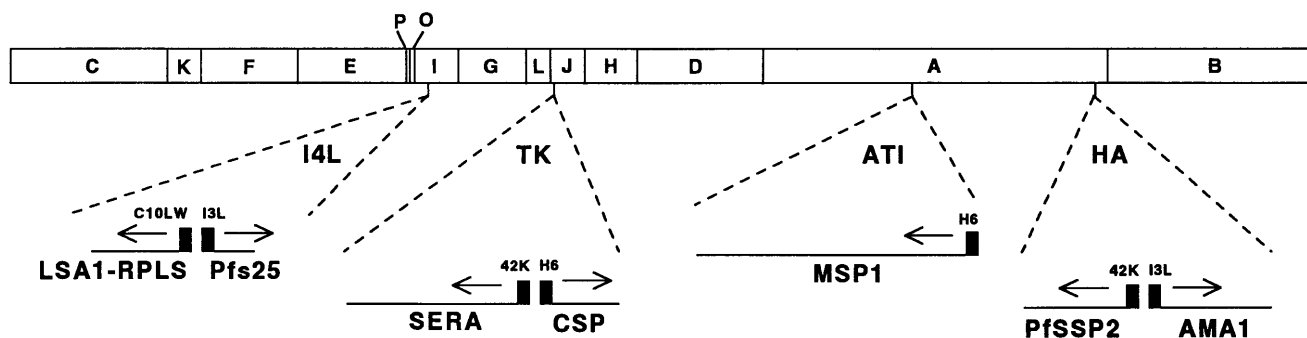 P O
C K F E I G L J H D A B
I4L TK ATI HA
C10LW I3L H6
LSA1-RPLS Pfs25 42K H6 MSP1 42K I3L
SERA CSP PfSSP2 AMA1